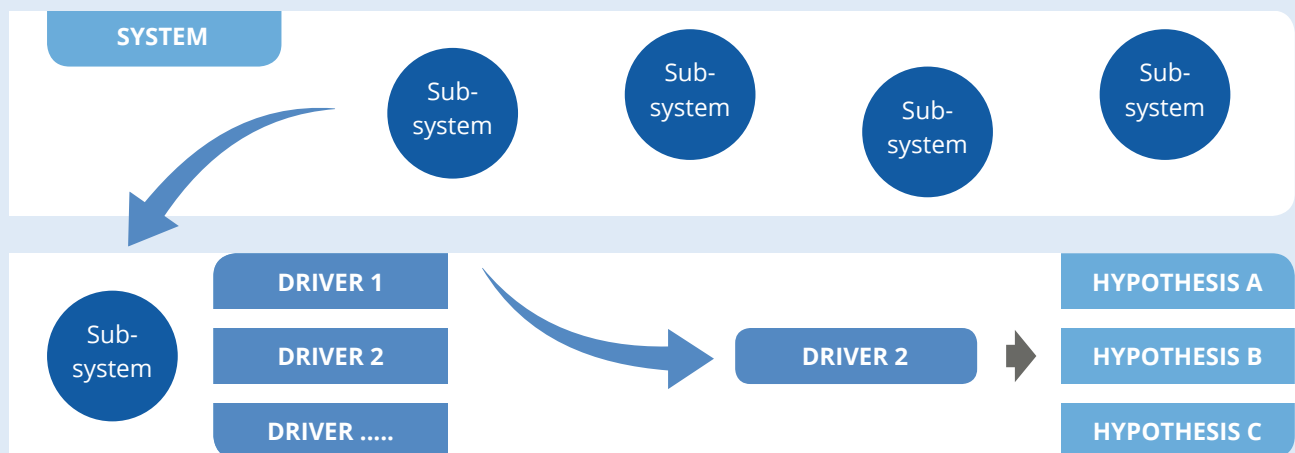 SYSTEM
Sub-
system
Sub-
system
Sub-
system
Sub-
system
Sub-
system
DRIVER 1
DRIVER 2
DRIVER .....
DRIVER 2
HYPOTHESIS A
HYPOTHESIS B
HYPOTHESIS C